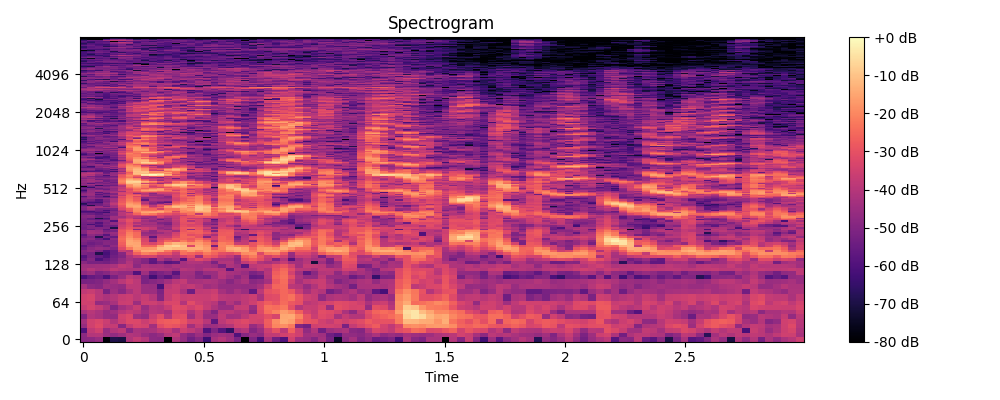 Spectrogram
Hz
4096
2048
1024
512
256
128
64
0
0
0.5
1
1.5
2
2.5
Time
+0 dB
-10 dB
-20 dB
-30 dB
-40 dB
-50 dB
-60 dB
-70 dB
-80 dB